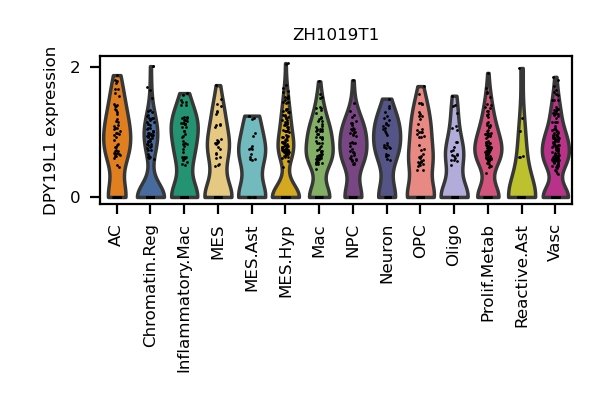 ZH1019T1
DPY19L1 expression
2
0
AC
Chromatin.Reg
Inflammatory.Mac
MES
MES.Ast
MES.Hyp
Mac
NPC
Neuron
OPC
Oligo
Prolif.Metab
Reactive.Ast
Vasc